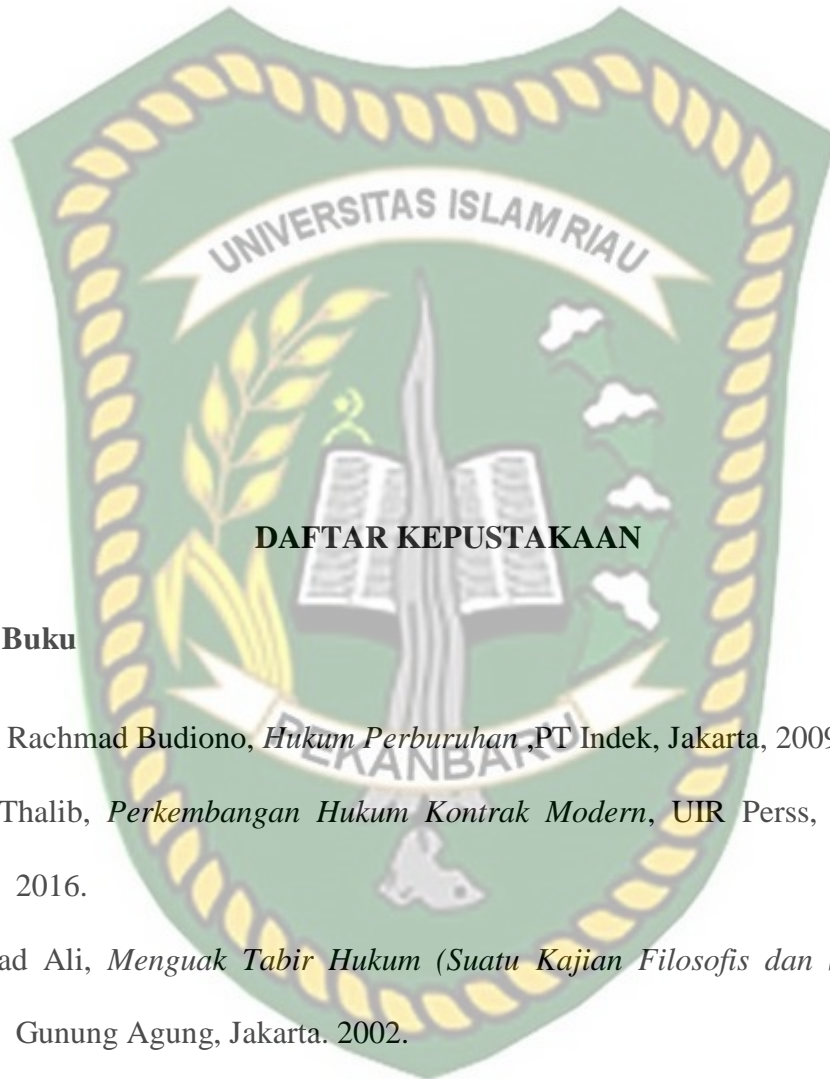 UNIVERSITAS ISLAM RIAU
DAFTAR KEPUSTAKAAN
Buku
Rachmad Budiono, Hukum Perburuhan ,PT Indek, Jakarta, 2009
Thalib, Perkembangan Hukum Kontrak Modern, UIR Perss,
2016.
ad Ali, Menguak Tabir Hukum (Suatu Kajian Filosofis dan
Gunung Agung, Jakarta. 2002.
PEKANBARU